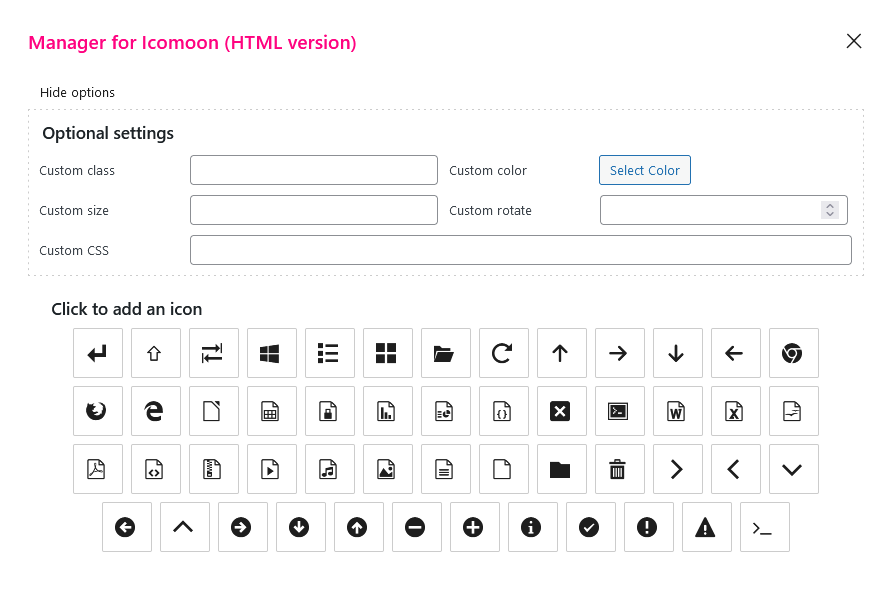 Manager for Icomoon (HTML version)
Hide options
Optional settings
Custom class
Custom color
Select Color
Custom size
Custom rotate
Custom CSS
Click to add an icon